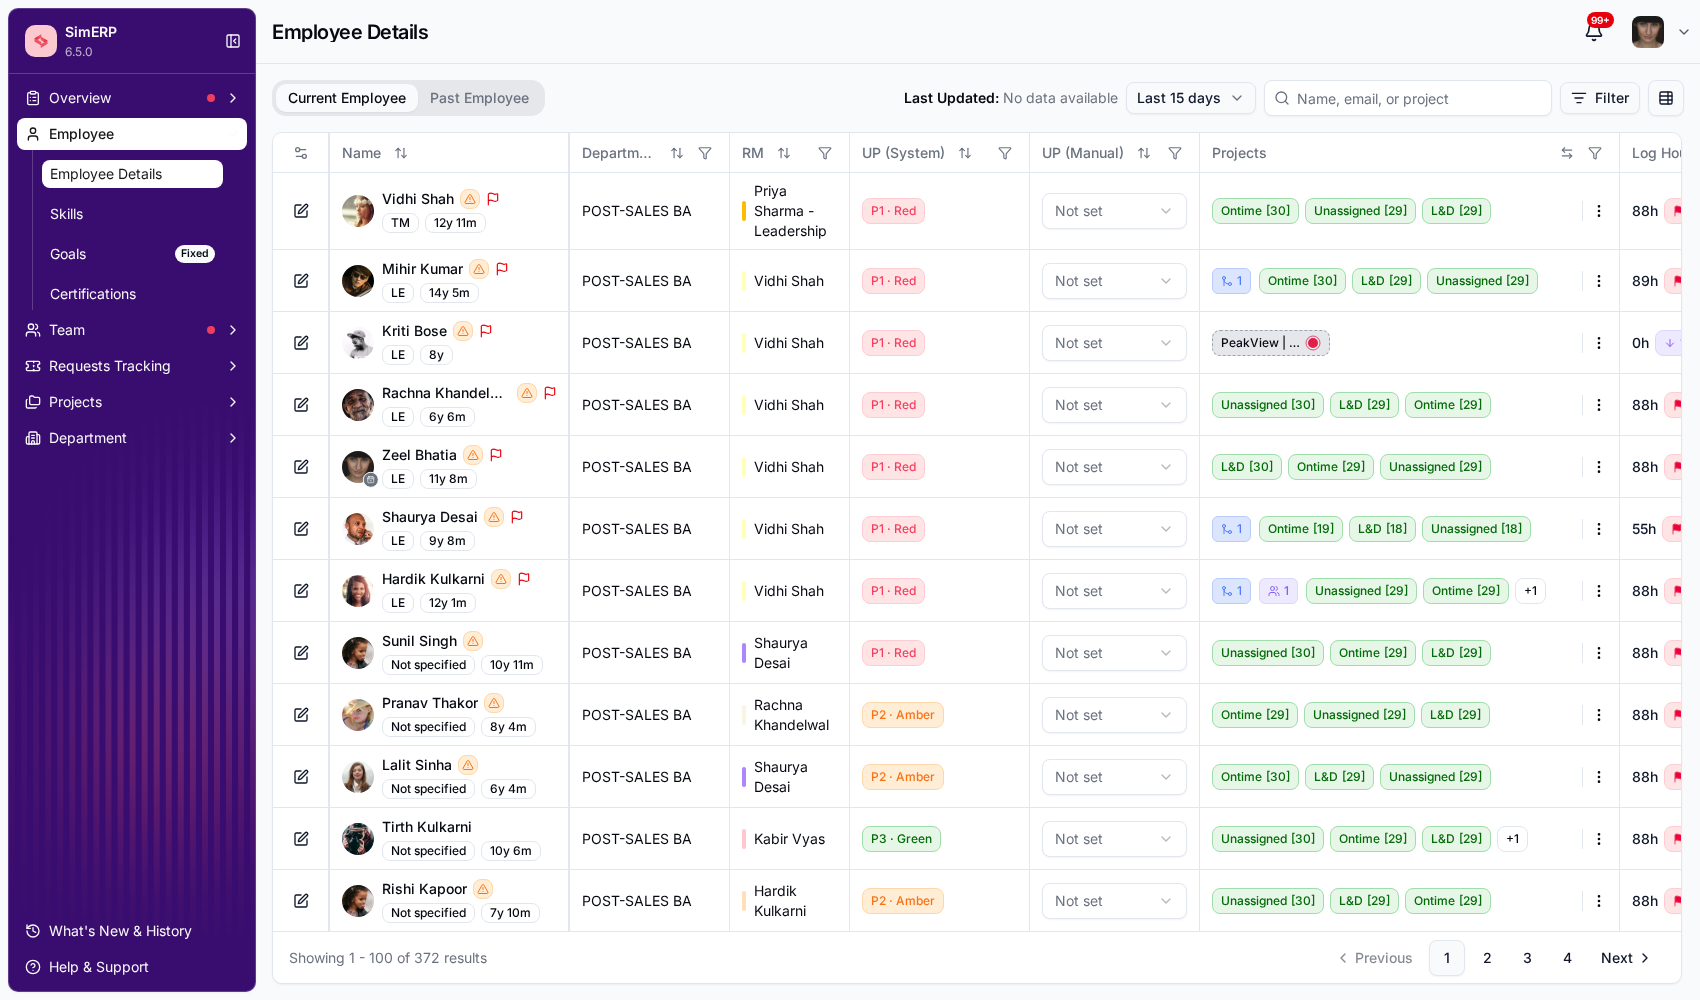 SimERP
6.5.0
Overview
Employee
Employee Details
Skills
Goals Fixed
Certifications
Team
Requests Tracking
Projects
Department
What's New & History
Help & Support
Employee Details
99+
Current Employee Past Employee
Last Updated: No data available Last 15 days Name, email, or project Filter
Name Departm... RM UP (System) UP (Manual) Projects Log Hou
Vidhi Shah
TM 12y 11m
POST-SALES BA
Priya
Sharma -
Leadership
P1 · Red Not set Ontime [30] Unassigned [29] L&D [29] 88h
Mihir Kumar
LE 14y 5m
POST-SALES BA Vidhi Shah P1 · Red Not set 1 Ontime [30] L&D [29] Unassigned [29] 89h
Kriti Bose
LE 8y
POST-SALES BA Vidhi Shah P1 · Red Not set PeakView | ... 0h
Rachna Khandel...
LE 6y 6m
POST-SALES BA Vidhi Shah P1 · Red Not set Unassigned [30] L&D [29] Ontime [29] 88h
Zeel Bhatia
LE 11y 8m
POST-SALES BA Vidhi Shah P1 · Red Not set L&D [30] Ontime [29] Unassigned [29] 88h
Shaurya Desai
LE 9y 8m
POST-SALES BA Vidhi Shah P1 · Red Not set 1 Ontime [19] L&D [18] Unassigned [18] 55h
Hardik Kulkarni
LE 12y 1m
POST-SALES BA Vidhi Shah P1 · Red Not set 1 1 Unassigned [29] Ontime [29] +1 88h
Sunil Singh
Not specified 10y 11m
POST-SALES BA
Shaurya
Desai
P1 · Red Not set Unassigned [30] Ontime [29] L&D [29] 88h
Pranav Thakor
Not specified 8y 4m
POST-SALES BA
Rachna
Khandelwal
P2 · Amber Not set Ontime [29] Unassigned [29] L&D [29] 88h
Lalit Sinha
Not specified 6y 4m
POST-SALES BA
Shaurya
Desai
P2 · Amber Not set Ontime [30] L&D [29] Unassigned [29] 88h
Tirth Kulkarni
Not specified 10y 6m
POST-SALES BA Kabir Vyas P3 · Green Not set Unassigned [30] Ontime [29] L&D [29] +1 88h
Rishi Kapoor
Not specified 7y 10m
POST-SALES BA
Hardik
Kulkarni
P2 · Amber Not set Unassigned [30] L&D [29] Ontime [29] 88h
Showing 1 - 100 of 372 results Previous 1 2 3 4 Next